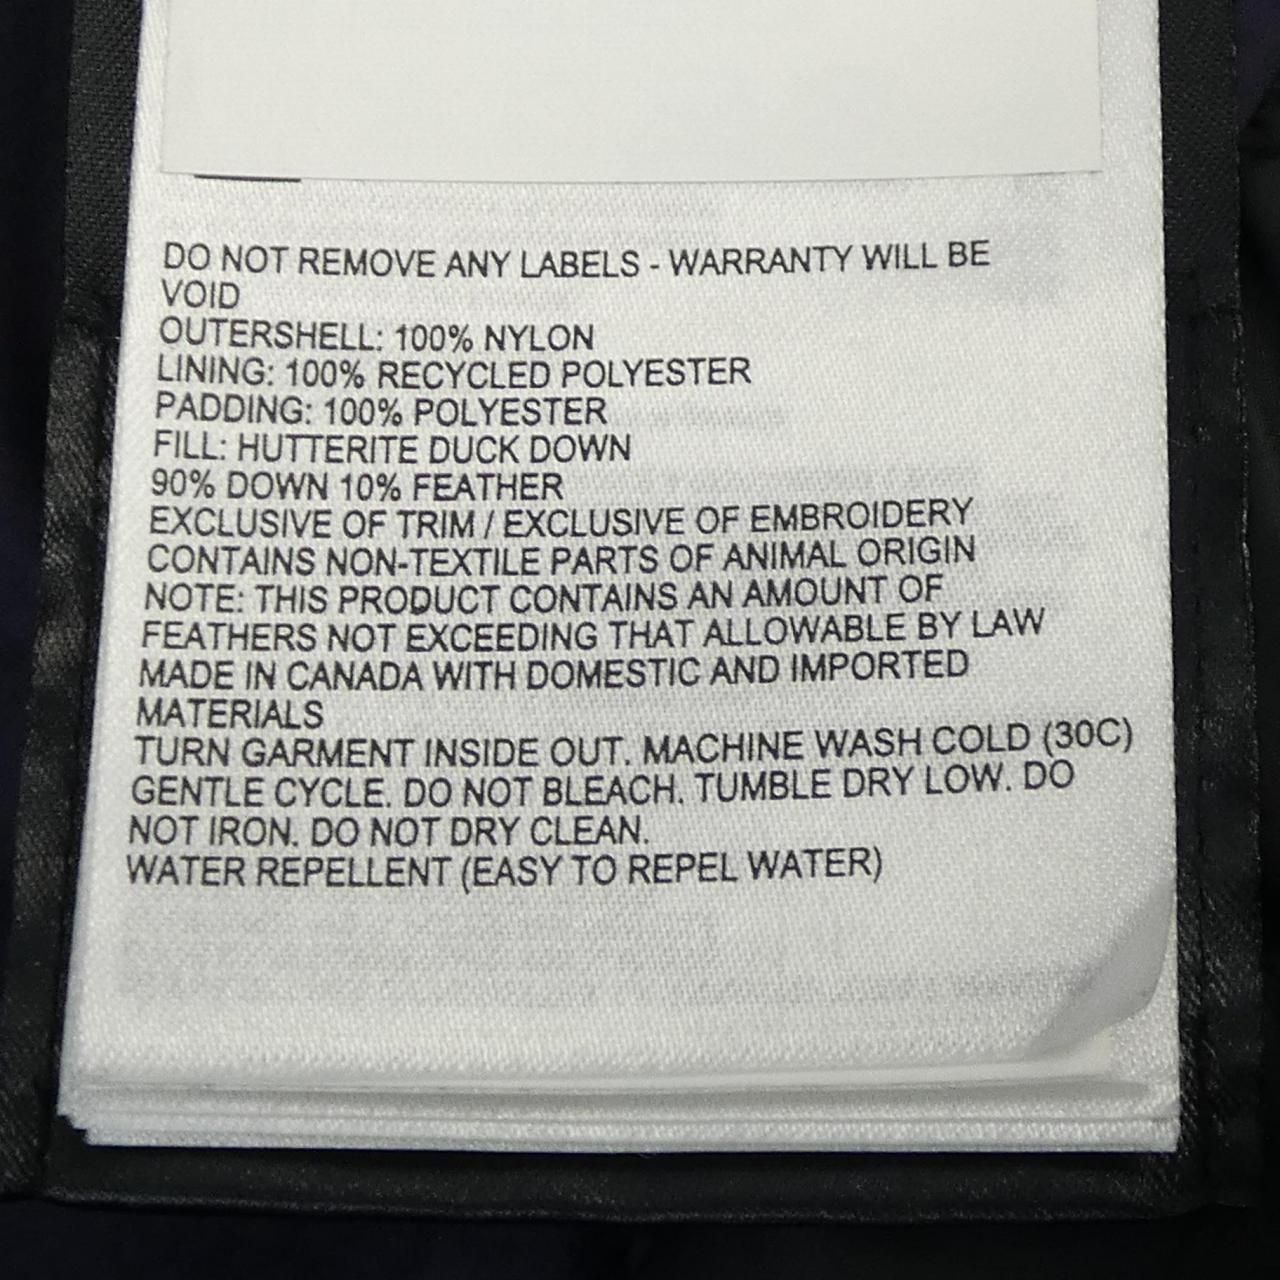 DO NOT REMOVE ANY LABELS - WARRANTY WILL BE
VOID
OUTERSHELL: 100% NYLON
LINING: 100% RECYCLED POLYESTER
PADDING: 100% POLYESTER
FILL: HUTTERITE DUCK DOWN
90% DOWN 10% FEATHER
EXCLUSIVE OF TRIM / EXCLUSIVE OF EMBROIDERY
CONTAINS NON-TEXTILE PARTS OF ANIMAL ORIGIN
NOTE: THIS PRODUCT CONTAINS AN AMOUNT OF
FEATHERS NOT EXCEEDING THAT ALLOWABLE BY LAW
MADE IN CANADA WITH DOMESTIC AND IMPORTED
MATERIALS
TURN GARMENT INSIDE OUT. MACHINE WASH COLD (30C)
GENTLE CYCLE. DO NOT BLEACH. TUMBLE DRY LOW. DO
NOT IRON. DO NOT DRY CLEAN.
WATER REPELLENT (EASY TO REPEL WATER)